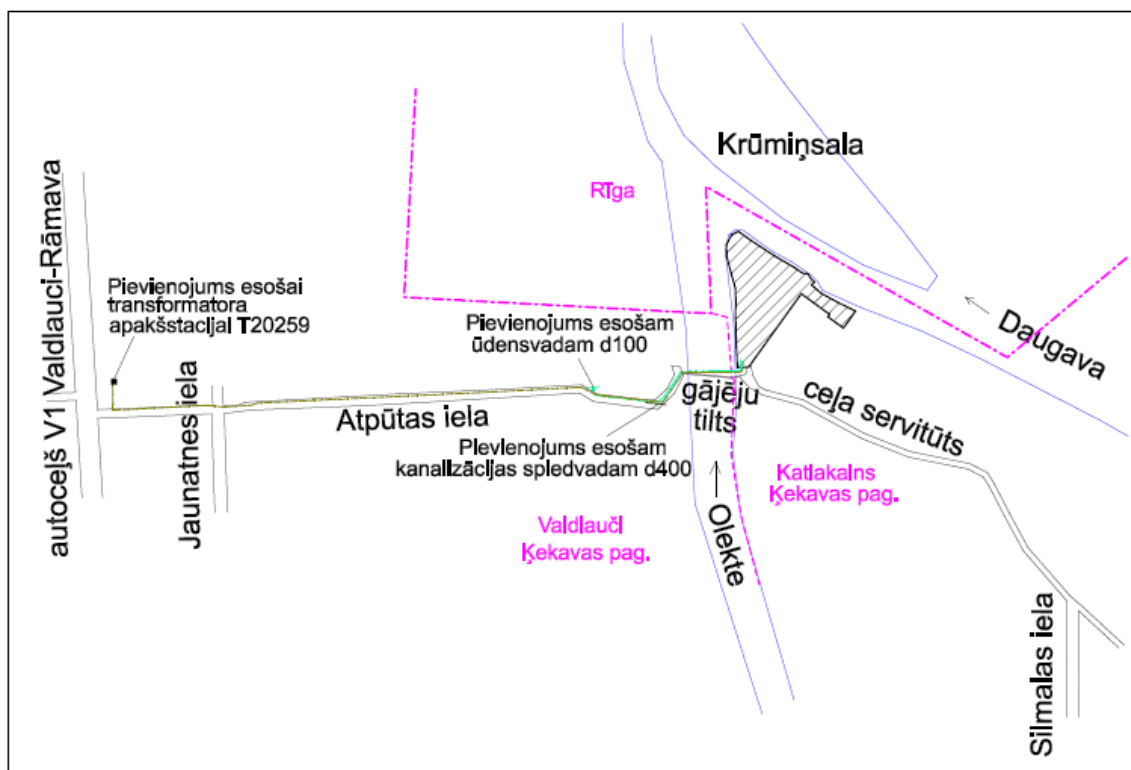 Krūmiņsala
Rīga
autoceļš V1 Valdlauci-Rāmava
Pievienojums esošai
transformatora
apakšstacijai T20259
Pievienojums esošam
ūdensvadam d100
Daugava
Jaunatnes iela
Atpūtas iela
gājēju
tilts
ceļa servitūts
Pievienojums esošam
kanalizācijas spiedvadam d400
Katlakalns
Ķekavas pag.
Valdlauči
Ķekavas pag.
Olekte
Silmalas iela